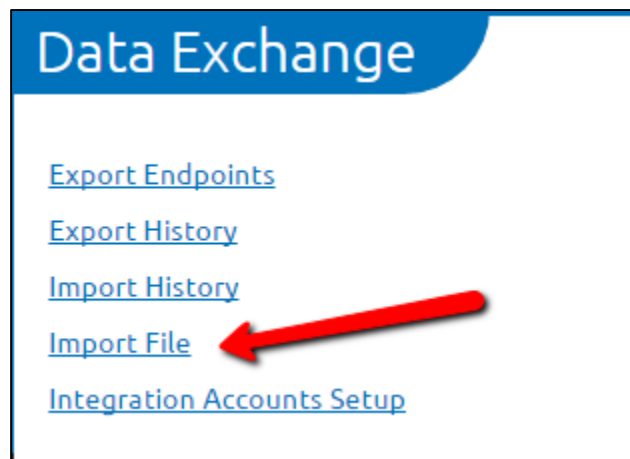 Data Exchange
Export Endpoints
Export History
Import History
Import File
Integration Accounts Setup